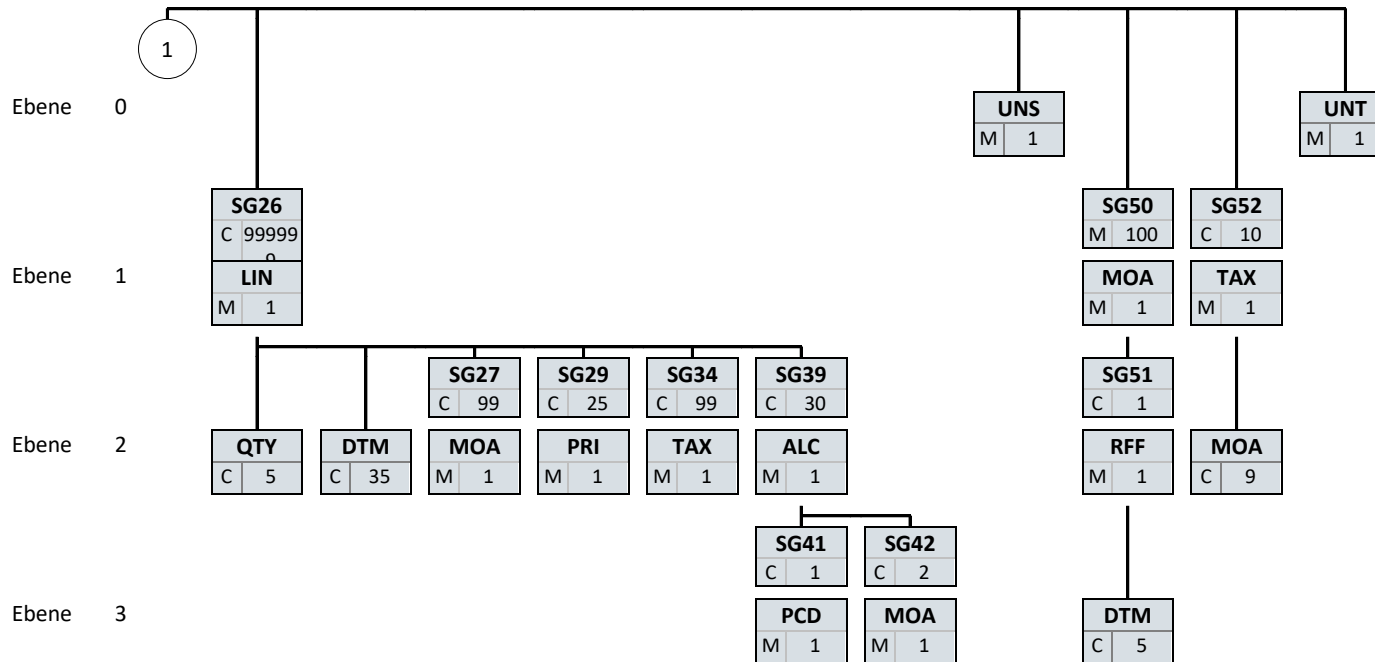 1
Ebene 0
UNS
M 1
UNT
M 1
SG26
C 99999
9
SG50
M 100
SG52
C 10
Ebene 1
LIN
M 1
MOA
M 1
TAX
M 1
SG27
C 99
SG29
C 25
SG34
C 99
SG39
C 30
SG51
C 1
Ebene 2
QTY
C 5
DTM
C 35
MOA
M 1
PRI
M 1
TAX
M 1
ALC
M 1
RFF
M 1
MOA
C 9
SG41
C 1
SG42
C 2
Ebene 3
PCD
M 1
MOA
M 1
DTM
C 5